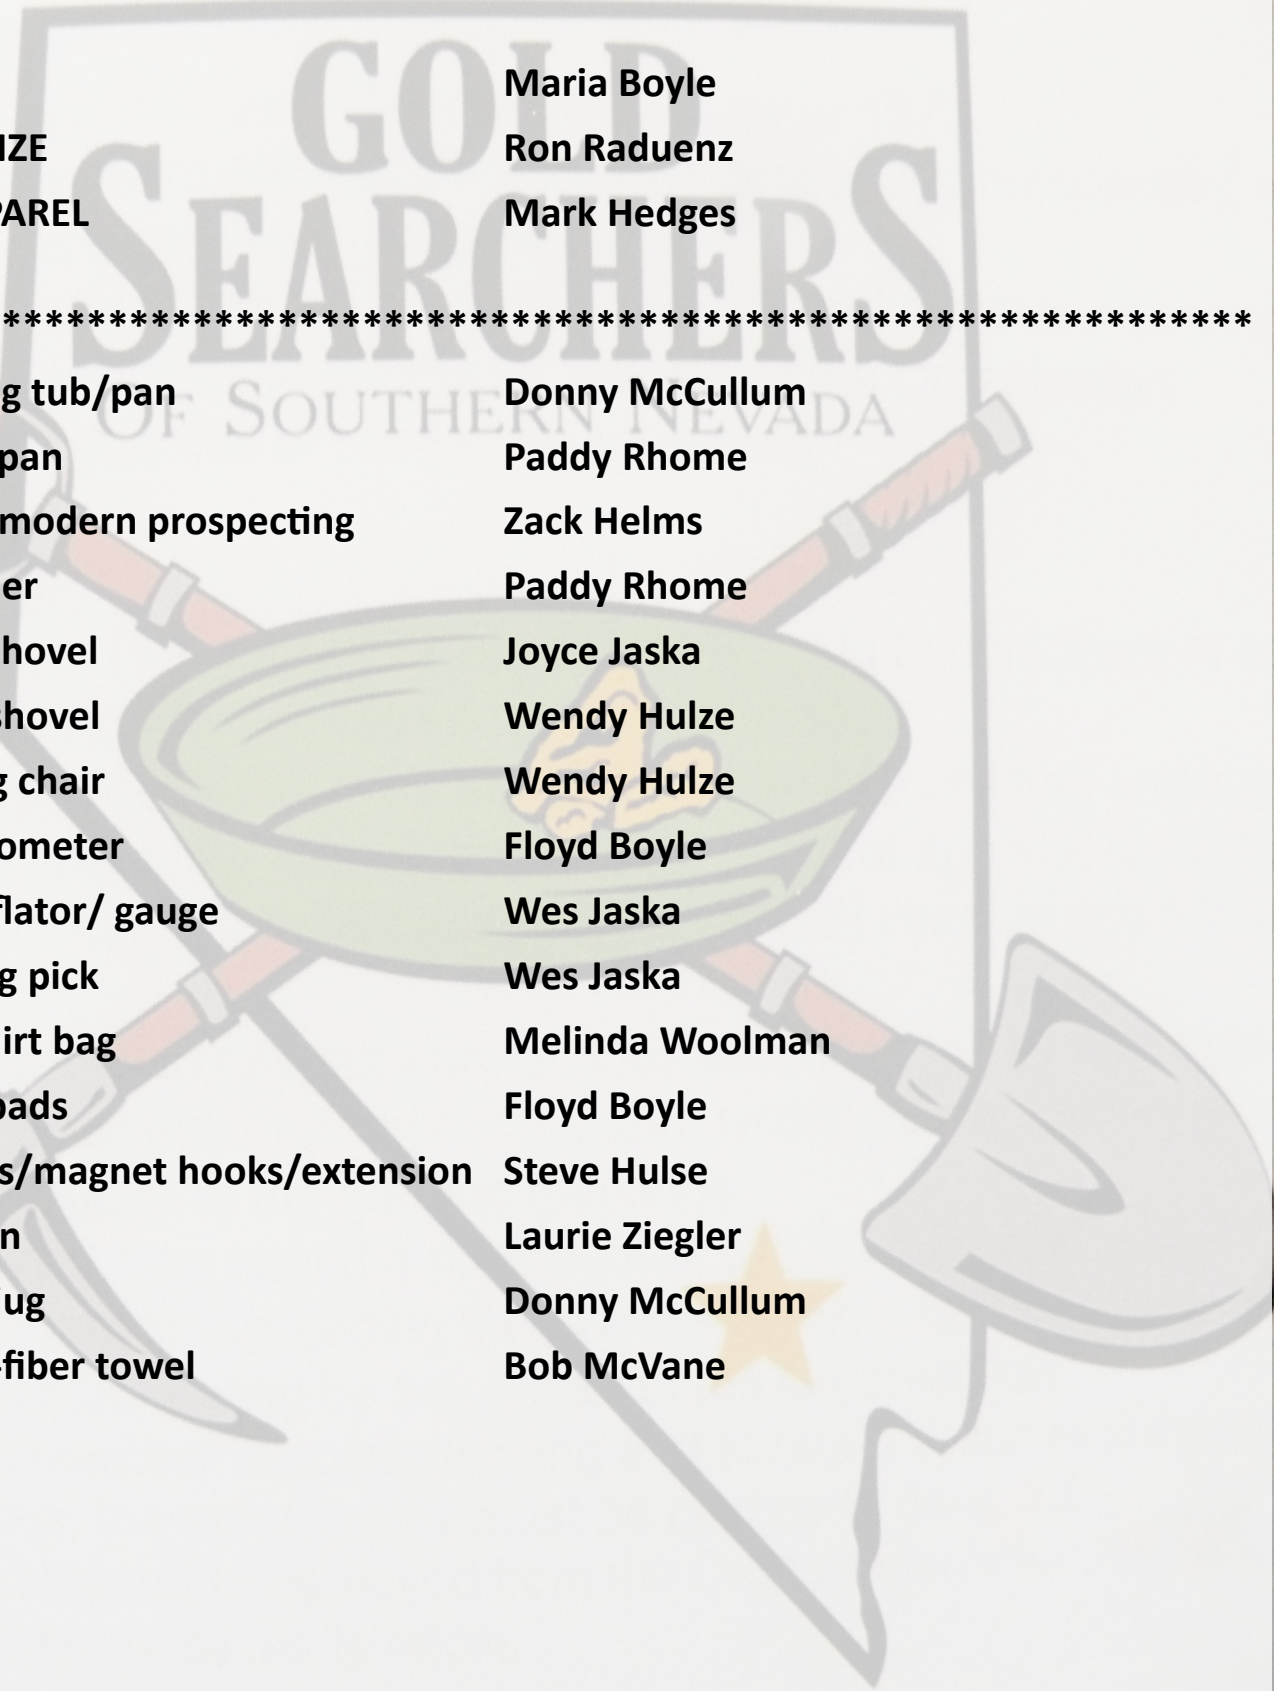 GOLD
SEARCHERS
OF SOUTHERN NEVADA
Maria Boyle
IZE Ron Raduenz
PAREL Mark Hedges
***********************************************************
g tub/pan Donny McCullum
pan Paddy Rhome
modern prospecting Zack Helms
er Paddy Rhome
hovel Joyce Jaska
shovel Wendy Hulze
g chair Wendy Hulze
ometer Floyd Boyle
flator/ gauge Wes Jaska
g pick Wes Jaska
irt bag Melinda Woolman
pads Floyd Boyle
s/magnet hooks/extension Steve Hulse
n Laurie Ziegler
ug Donny McCullum
-fiber towel Bob McVane